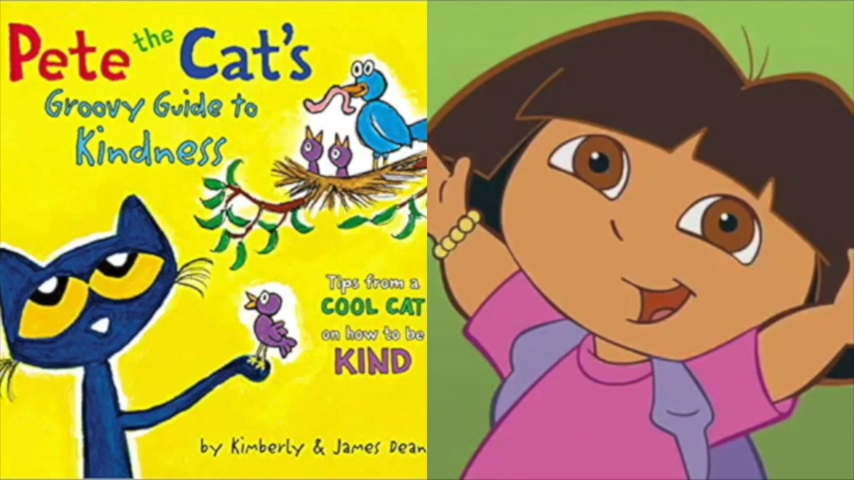 Pete the Cat's
Groovy Guide to
Kindness
Tips from a
COOL CAT
on how to be
KIND
by Kimberly & James Dean